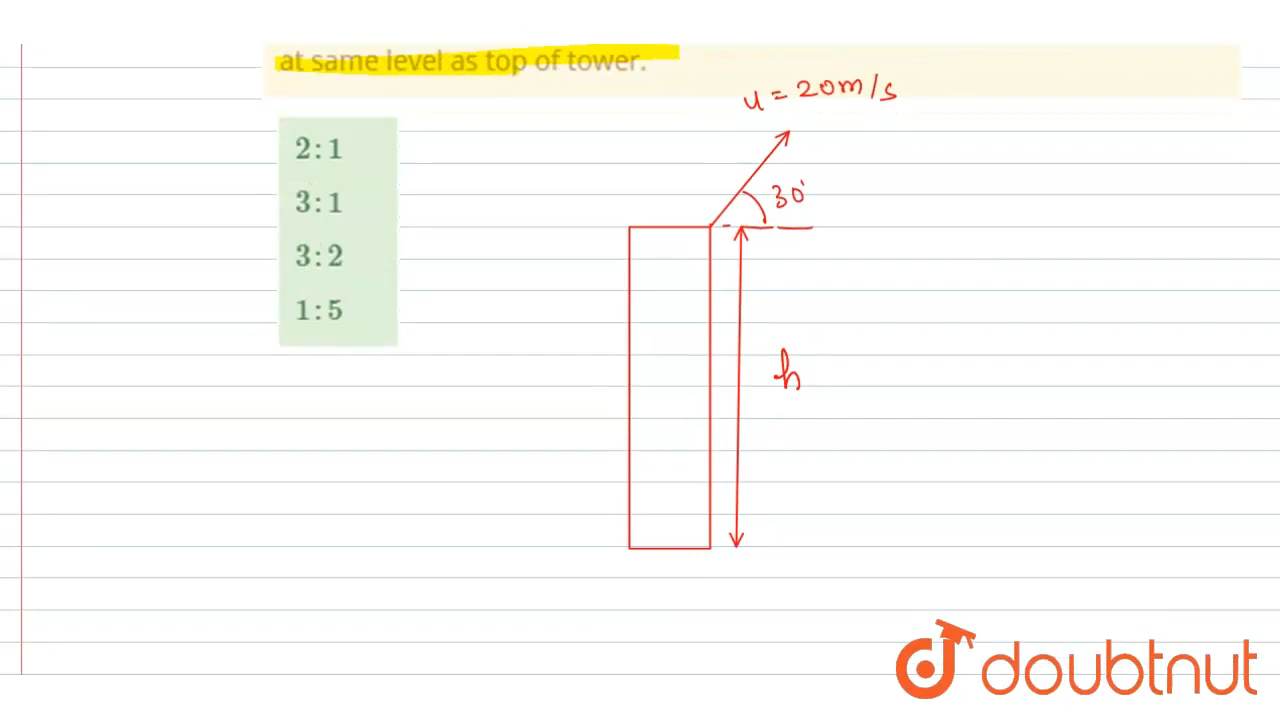 at same level as top of tower.
u = 20m/s
2 : 1
30°
3 : 1
3 : 2
1 : 5
h
doubtnut